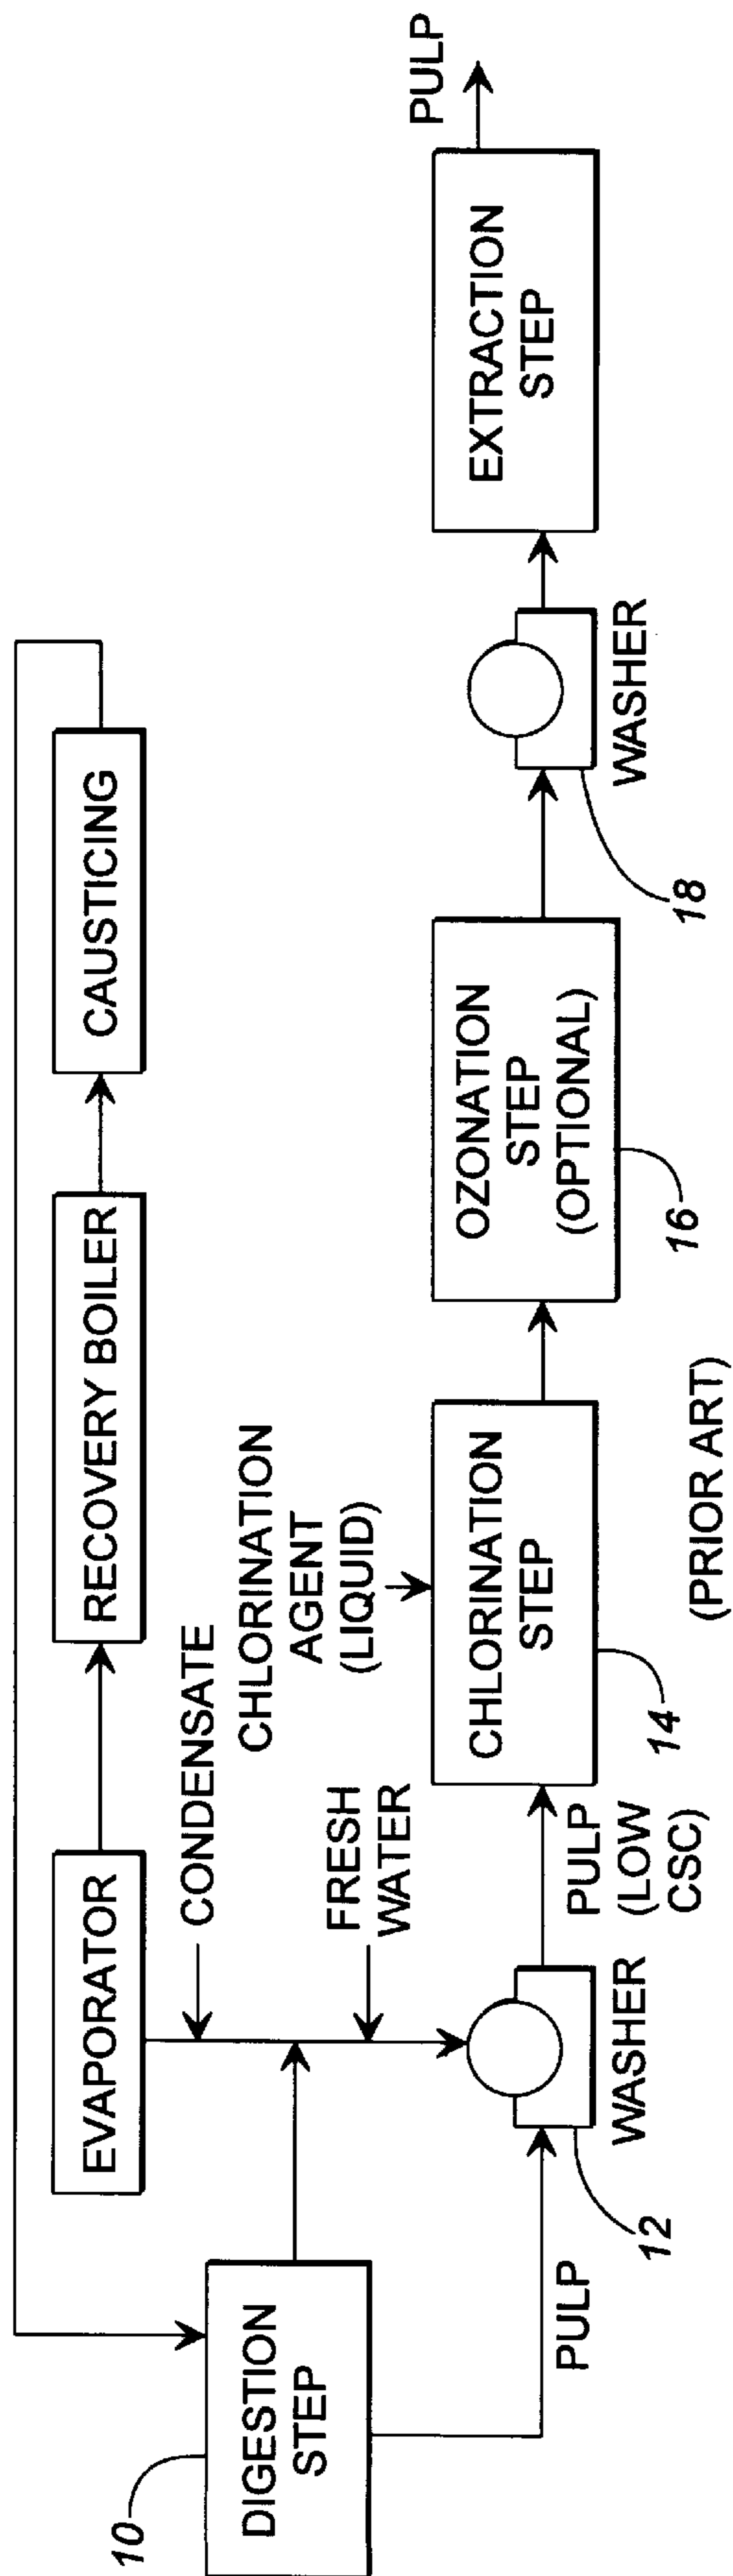 EVAPORATOR
RECOVERY BOILER
CAUSTICING
CONDENSATE
10
DIGESTION
STEP
FRESH
WATER
CHLORINATION
AGENT
(LIQUID)
PULP
12
WASHER
PULP
(LOW
CSC)
CHLORINATION
STEP
14
OZONATION
STEP
(OPTIONAL)
16
18
WASHER
EXTRACTION
STEP
PULP
(PRIOR ART)